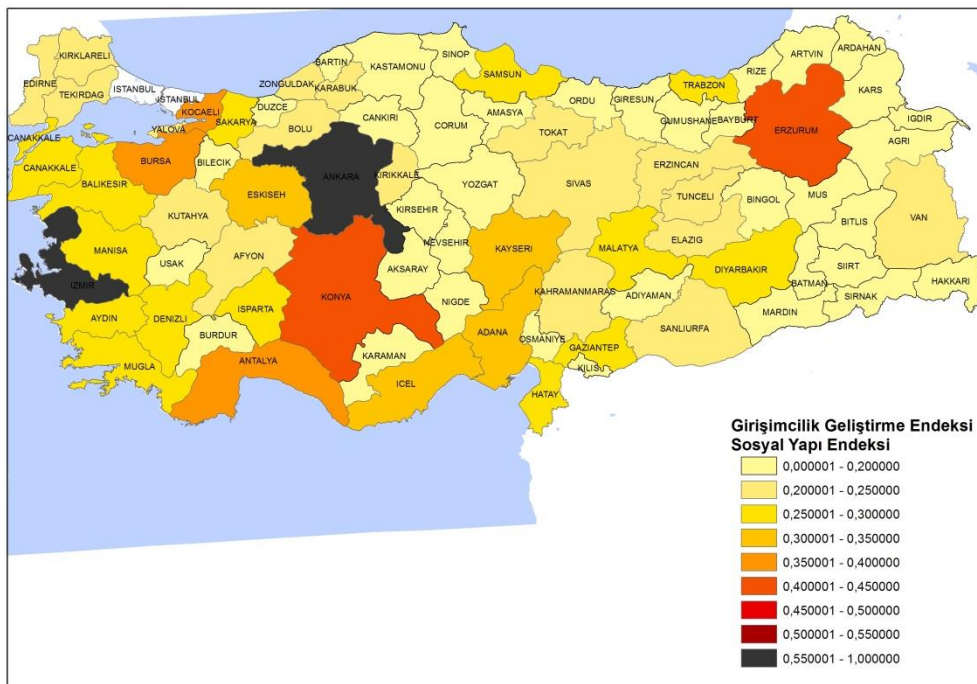 KIRKLARELI
EDIRNE
TEKIRDAG
ISTANBUL
ISTANBUL
KOCAELI
YALOVA
SAKARYA
DUZCE
ZONGULDAK
BARTIN
KARABUK
KASTAMONU
SINOP
SAMSUN
ORDU
GIRESUN
TRABZON
RIZE
ARTVIN
ARDAHAN
KARS
IGDIR
AGRI
ERZURUM
BAYBURT
GUMUSHANE
CANAKKALE
CANAKKALE
BALIKESIR
BURSA
BILECIK
BOLU
CANKIRI
CORUM
AMASYA
TOKAT
SIVAS
ERZINCAN
TUNCELI
BINGOL
MUS
BITLIS
VAN
ESKISEH
ANKARA
KIRIKKALE
YOZGAT
KIRSEHIR
NEVSEHIR
KAYSERI
MALATYA
ELAZIG
DIYARBAKIR
BATMAN
SIIRT
SIRNAK
HAKKARI
KUTAHYA
MANISA
USAK
AFYON
IZMIR
AYDIN
DENIZLI
ISPARTA
BURDUR
MUGLA
ANTALYA
KONYA
AKSARAY
NIGDE
KARAMAN
ICEL
ADANA
KAHRAMANMARAS
OSMANIYE
ADIYAMAN
GAZIANTEP
KILIS
HATAY
SANLIURFA
MARDIN
Girişimcilik Geliştirme Endeksi
Sosyal Yapı Endeksi
0,000001 - 0,200000
0,200001 - 0,250000
0,250001 - 0,300000
0,300001 - 0,350000
0,350001 - 0,400000
0,400001 - 0,450000
0,450001 - 0,500000
0,500001 - 0,550000
0,550001 - 1,000000